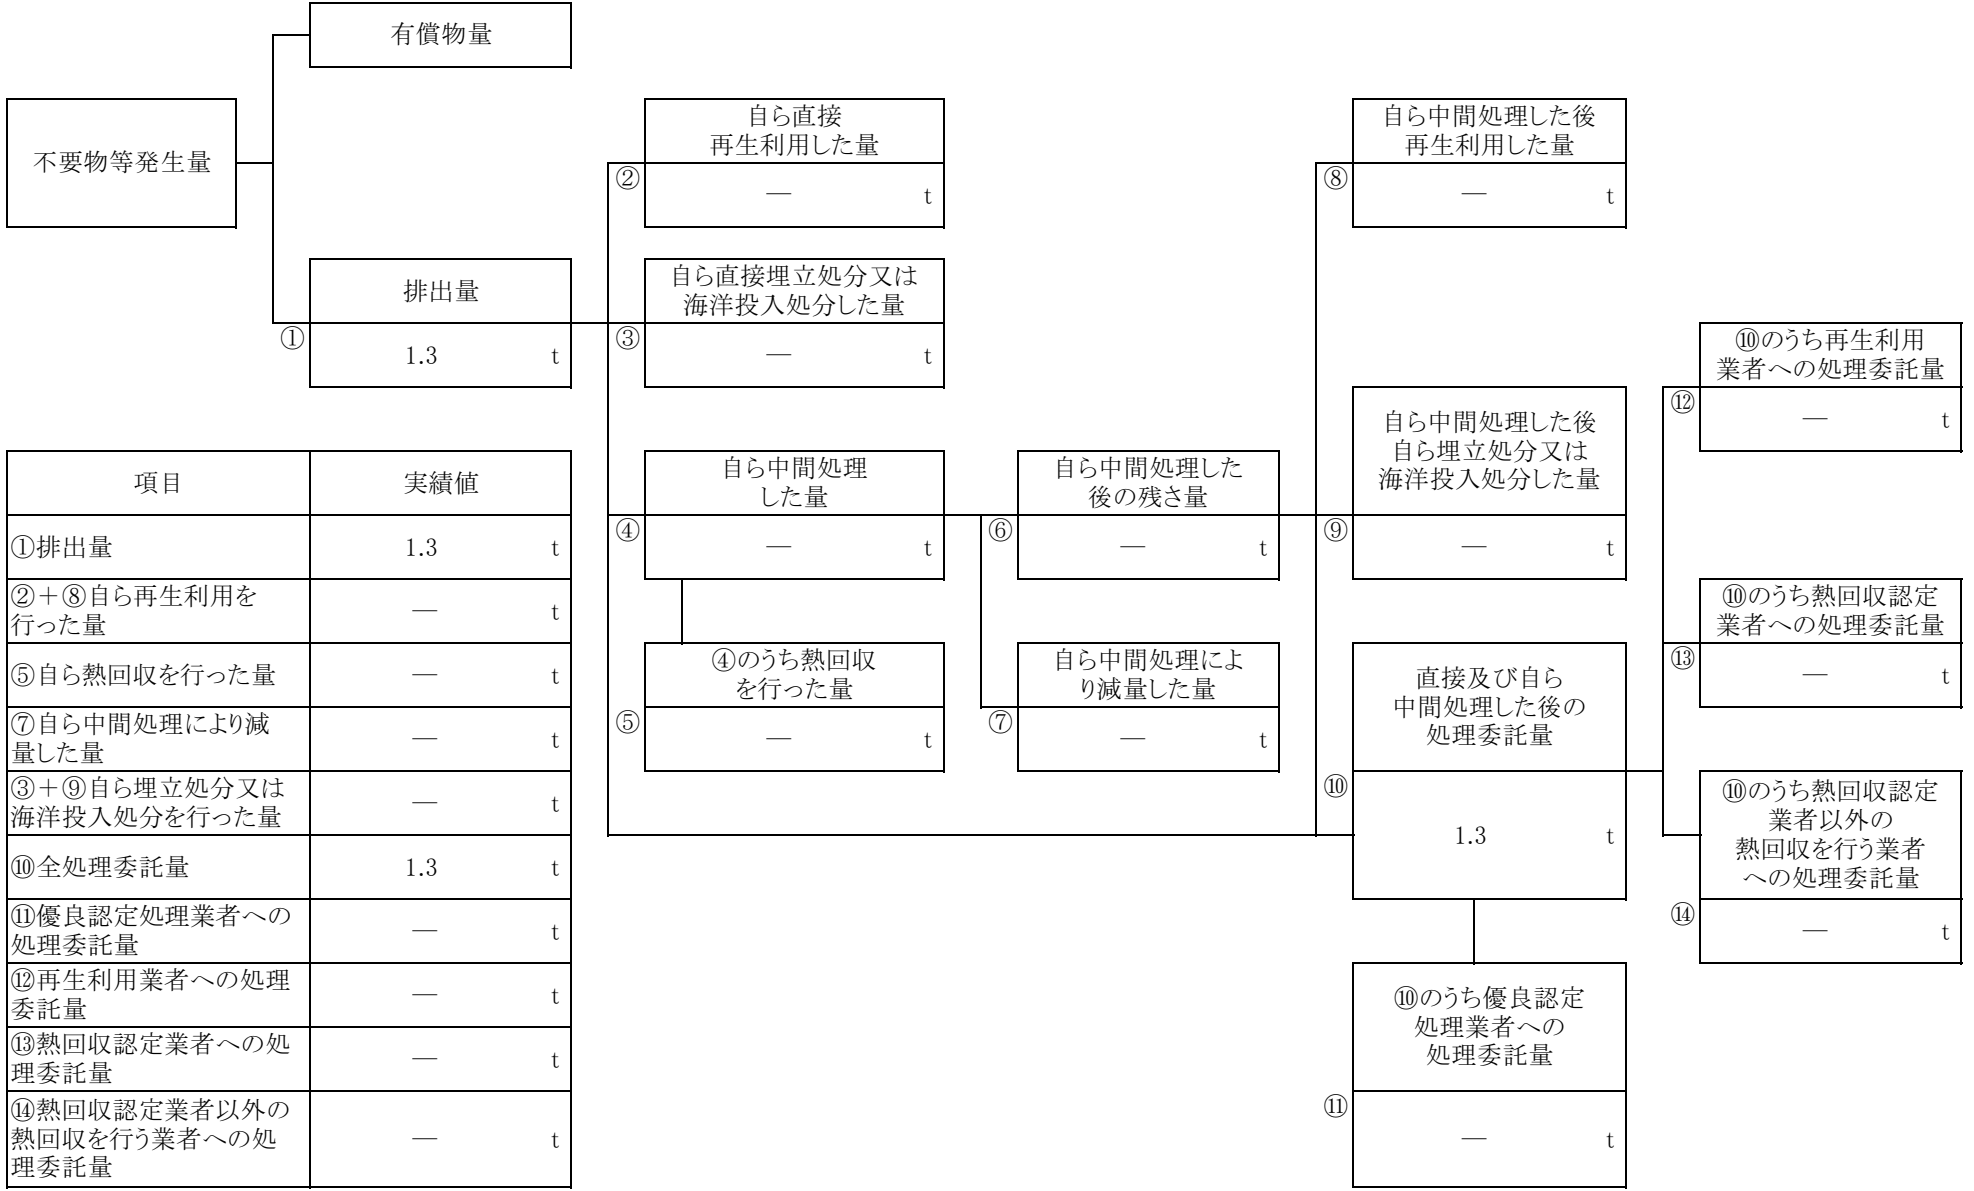 有償物量
不要物等発生量
排出量
①
1.3 t
自ら直接
再生利用した量
②
— t
自ら直接埋立処分又は
海洋投入処分した量
③
— t
自ら中間処理
した量
④
— t
④のうち熱回収
を行った量
⑤
— t
自ら中間処理した
後の残さ量
⑥
— t
自ら中間処理によ
り減量した量
⑦
— t
自ら中間処理した後
再生利用した量
⑧
— t
自ら中間処理した後
自ら埋立処分又は
海洋投入処分した量
⑨
— t
直接及び自ら
中間処理した後の
処理委託量
⑩
1.3 t
⑩のうち優良認定
処理業者への
処理委託量
⑪
— t
⑩のうち再生利用
業者への処理委託量
⑫
— t
⑩のうち熱回収認定
業者への処理委託量
⑬
— t
⑩のうち熱回収認定
業者以外の
熱回収を行う業者
への処理委託量
⑭
— t
項目 実績値
①排出量 1.3 t
②+⑧自ら再生利用を
行った量 — t
⑤自ら熱回収を行った量 — t
⑦自ら中間処理により減
量した量 — t
③+⑨自ら埋立処分又は
海洋投入処分を行った量 — t
⑩全処理委託量 1.3 t
⑪優良認定処理業者への
処理委託量 — t
⑫再生利用業者への処理
委託量 — t
⑬熱回収認定業者への処
理委託量 — t
⑭熱回収認定業者以外の
熱回収を行う業者への処
理委託量 — t